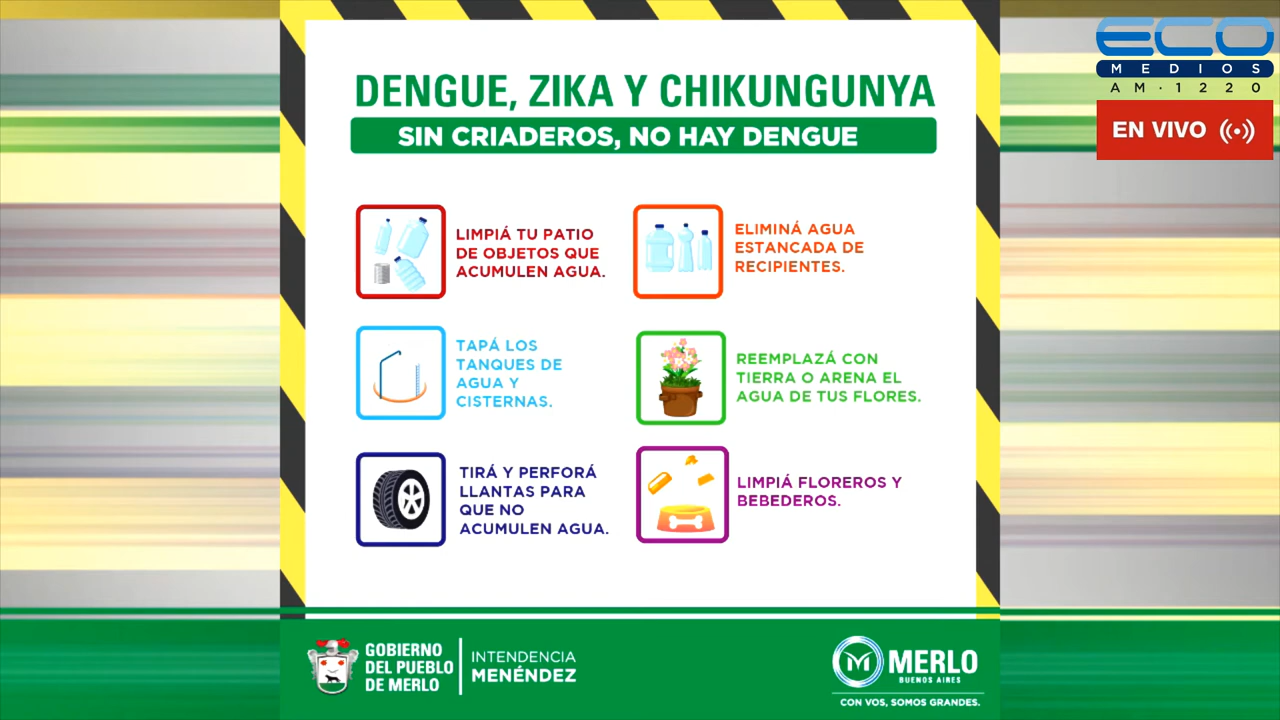 DENGUE, ZIKA Y CHIKUNGUNYA
SIN CRIADEROS, NO HAY DENGUE
LIMPIÁ TU PATIO
DE OBJETOS QUE
ACUMULEN AGUA.
ELIMINÁ AGUA
ESTANCADA DE
RECIPIENTES.
TAPÁ LOS
TANQUES DE
AGUA Y
CISTERNAS.
REEMPLAZÁ CON
TIERRA O ARENA EL
AGUA DE TUS FLORES.
TIRÁ Y PERFORÁ
LLANTAS PARA
QUE NO
ACUMULEN AGUA.
LIMPIÁ FLOREROS Y
BEBEDEROS.
GOBIERNO
DEL PUEBLO
DE MERLO
INTENDENCIA
MENÉNDEZ
MERLO
BUENOS AIRES
CON VOS, SOMOS GRANDES.
ECO
MEDIOS
AM·1220
EN VIVO